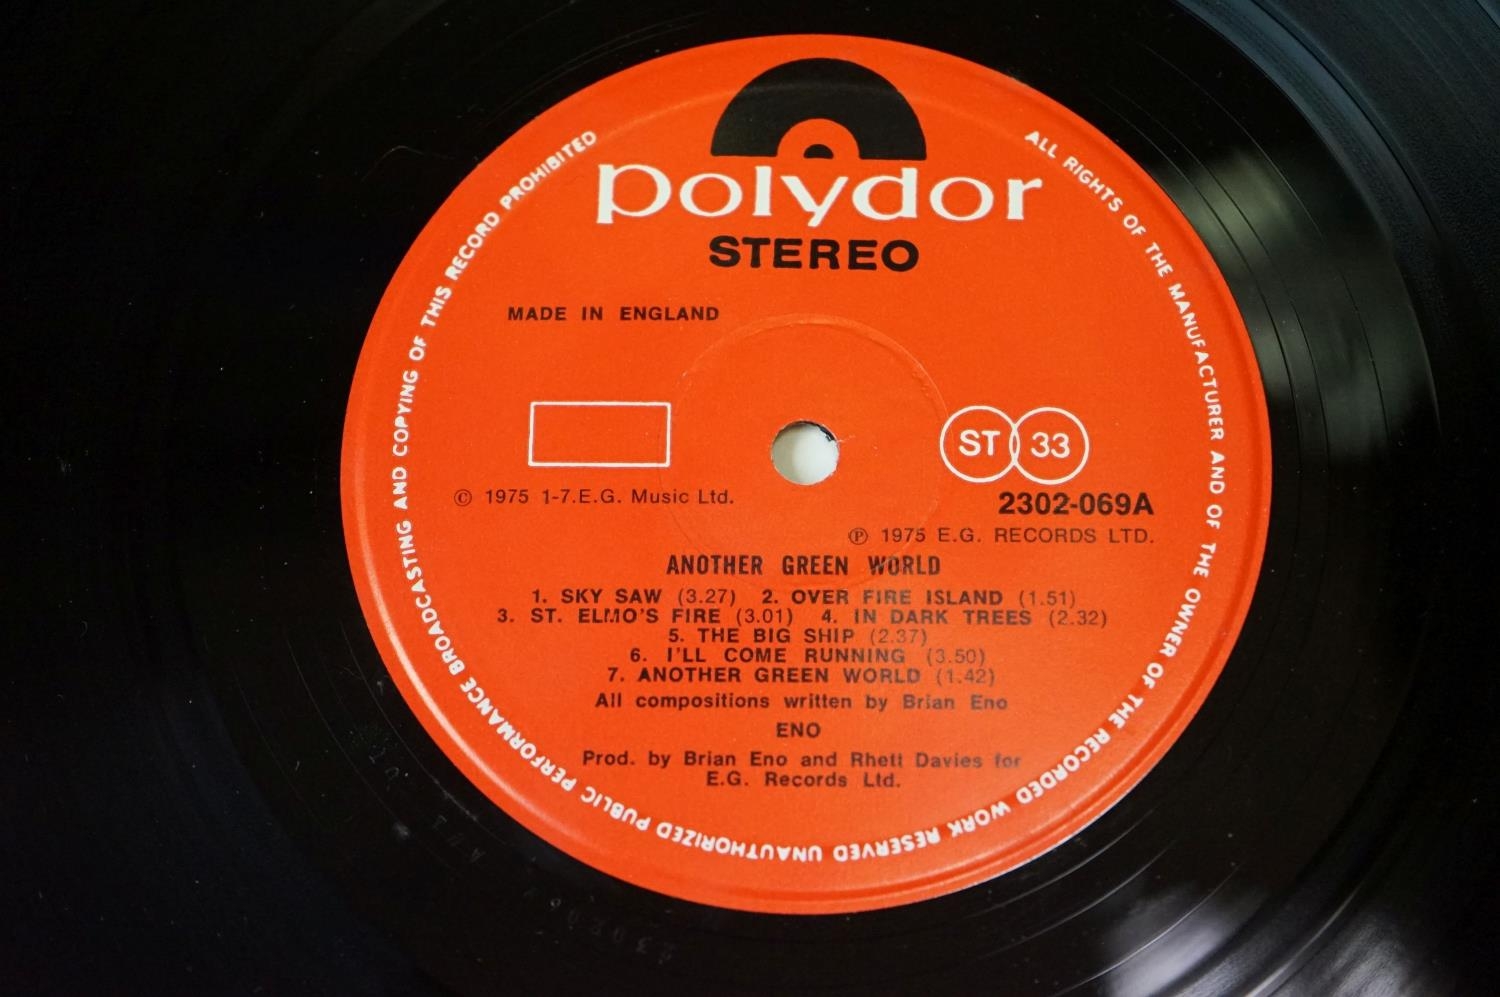 polydor
STEREO
MADE IN ENGLAND
ST 33
© 1975 1-7.E.G. Music Ltd.
2302-069A
℗ 1975 E.G. RECORDS LTD.
ANOTHER GREEN WORLD
1. SKY SAW (3.27) 2. OVER FIRE ISLAND (1.51)
3. ST. ELMO'S FIRE (3.01) 4. IN DARK TREES (2.32)
5. THE BIG SHIP (2.37)
6. I'LL COME RUNNING (3.50)
7. ANOTHER GREEN WORLD (1.42)
All compositions written by Brian Eno
ENO
Prod. by Brian Eno and Rhett Davies for
E.G. Records Ltd.
ALL RIGHTS OF THE MANUFACTURER AND OF THE OWNER OF THE RECORDED WORK RESERVED UNAUTHORIZED PUBLIC PERFORMANCE BROADCASTING AND COPYING OF THIS RECORD PROHIBITED